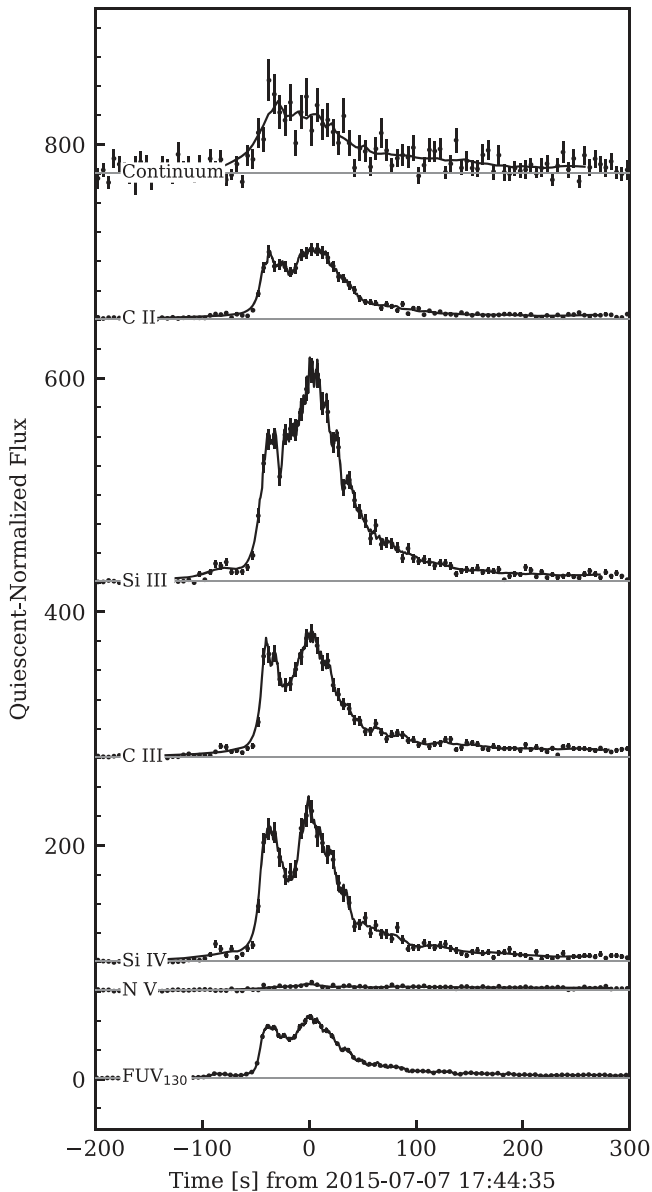 800
Continuum
C II
600
Si III
Quiescent-Normalized Flux
400
C III
200
Si IV
N V
FUV₁₃₀
0
−200 −100 0 100 200 300
Time [s] from 2015-07-07 17:44:35